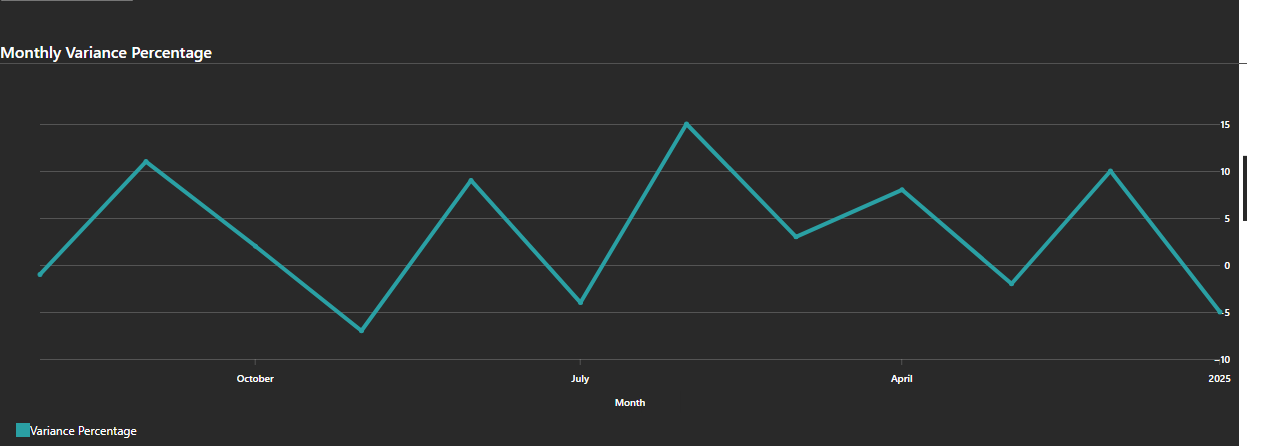 Monthly Variance Percentage
15
10
5
0
-5
−10
October
July
April
2025
Month
Variance Percentage